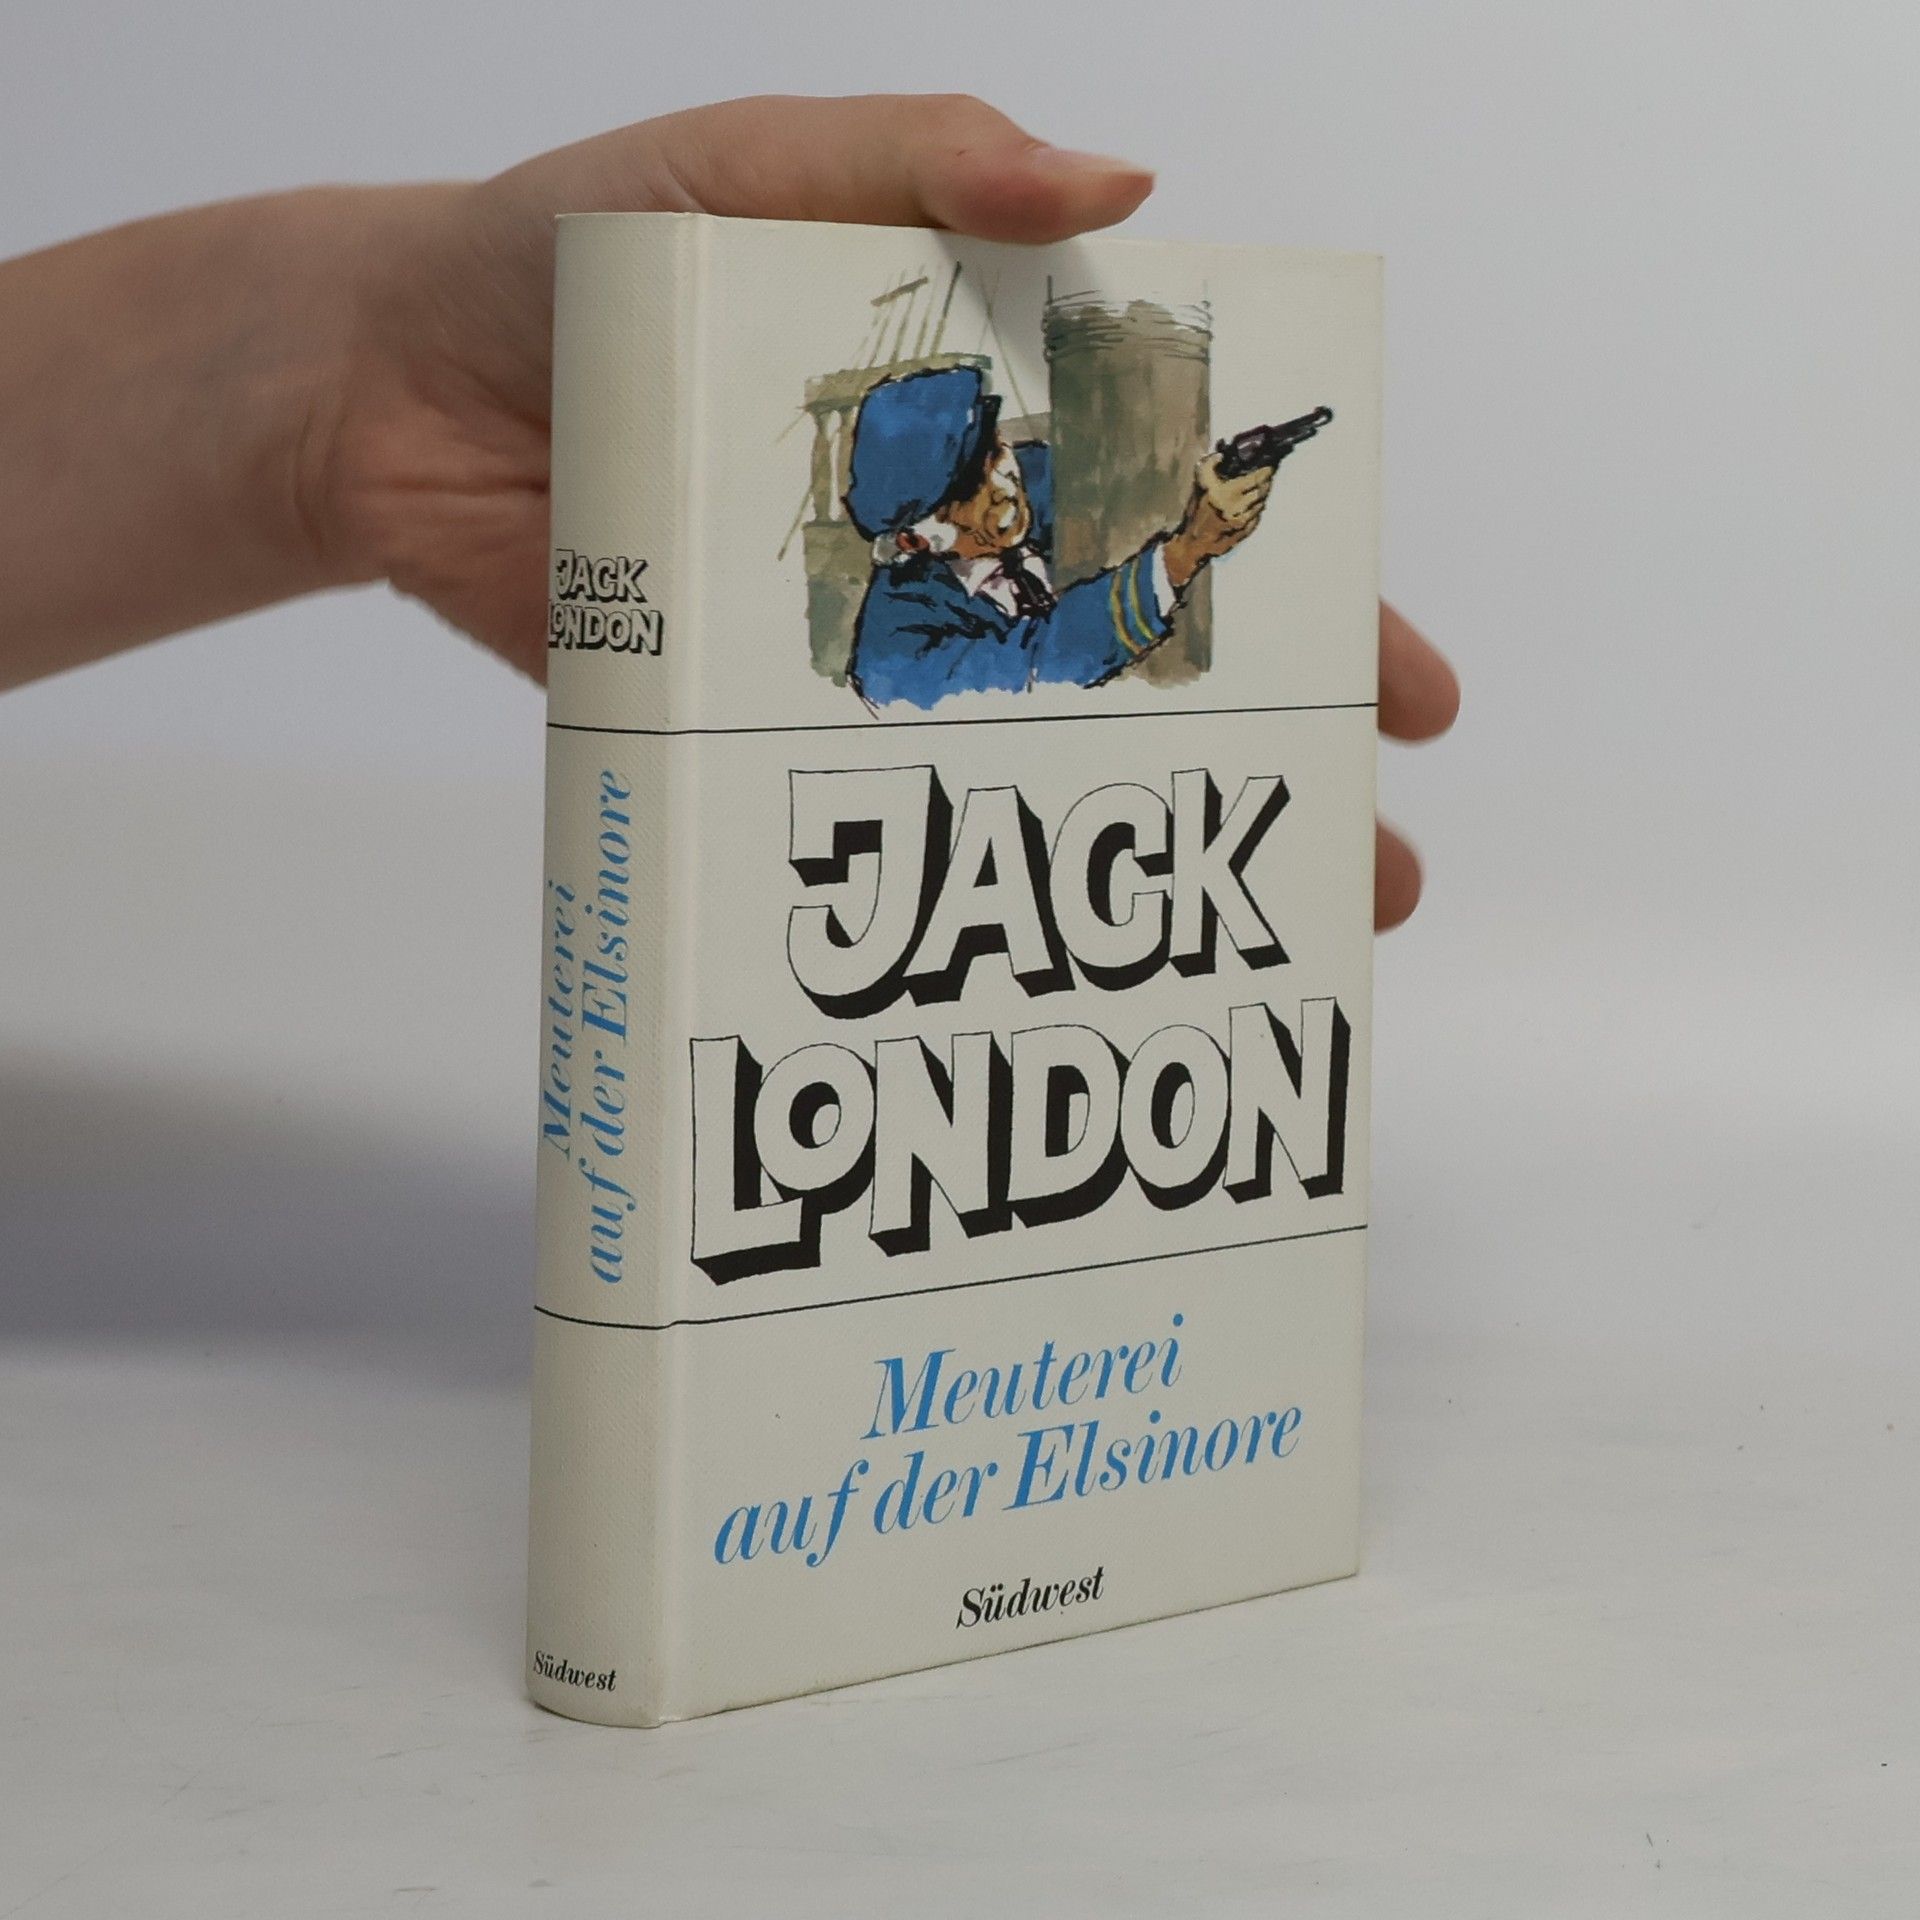 JACK
LONDON
Meuterei
auf der Elsinore
Südwest
JACK
LONDON
Meuterei
auf der Elsinore
Südwest